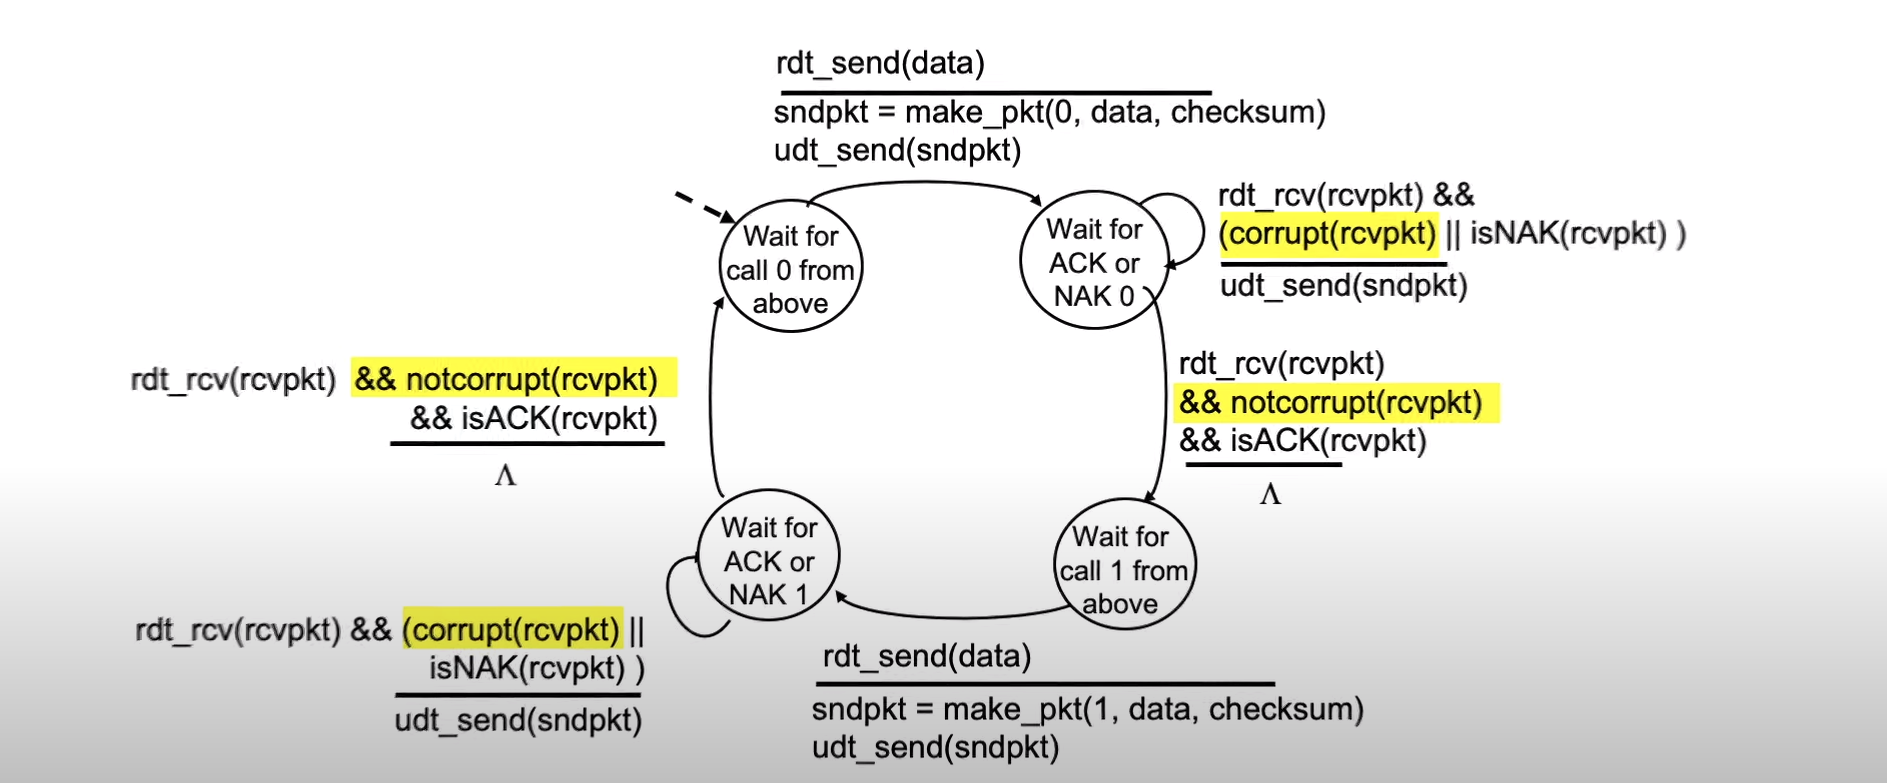 rdt_send(data)
sndpkt = make_pkt(0, data, checksum)
udt_send(sndpkt)
Wait for
call 0 from
above
Wait for
ACK or
NAK 0
rdt_rcv(rcvpkt) &&
(corrupt(rcvpkt) || isNAK(rcvpkt) )
udt_send(sndpkt)
rdt_rcv(rcvpkt) && notcorrupt(rcvpkt)
&& isACK(rcvpkt)
Λ
rdt_rcv(rcvpkt)
&& notcorrupt(rcvpkt)
&& isACK(rcvpkt)
Λ
Wait for
ACK or
NAK 1
Wait for
call 1 from
above
rdt_rcv(rcvpkt) && (corrupt(rcvpkt) ||
isNAK(rcvpkt) )
udt_send(sndpkt)
rdt_send(data)
sndpkt = make_pkt(1, data, checksum)
udt_send(sndpkt)